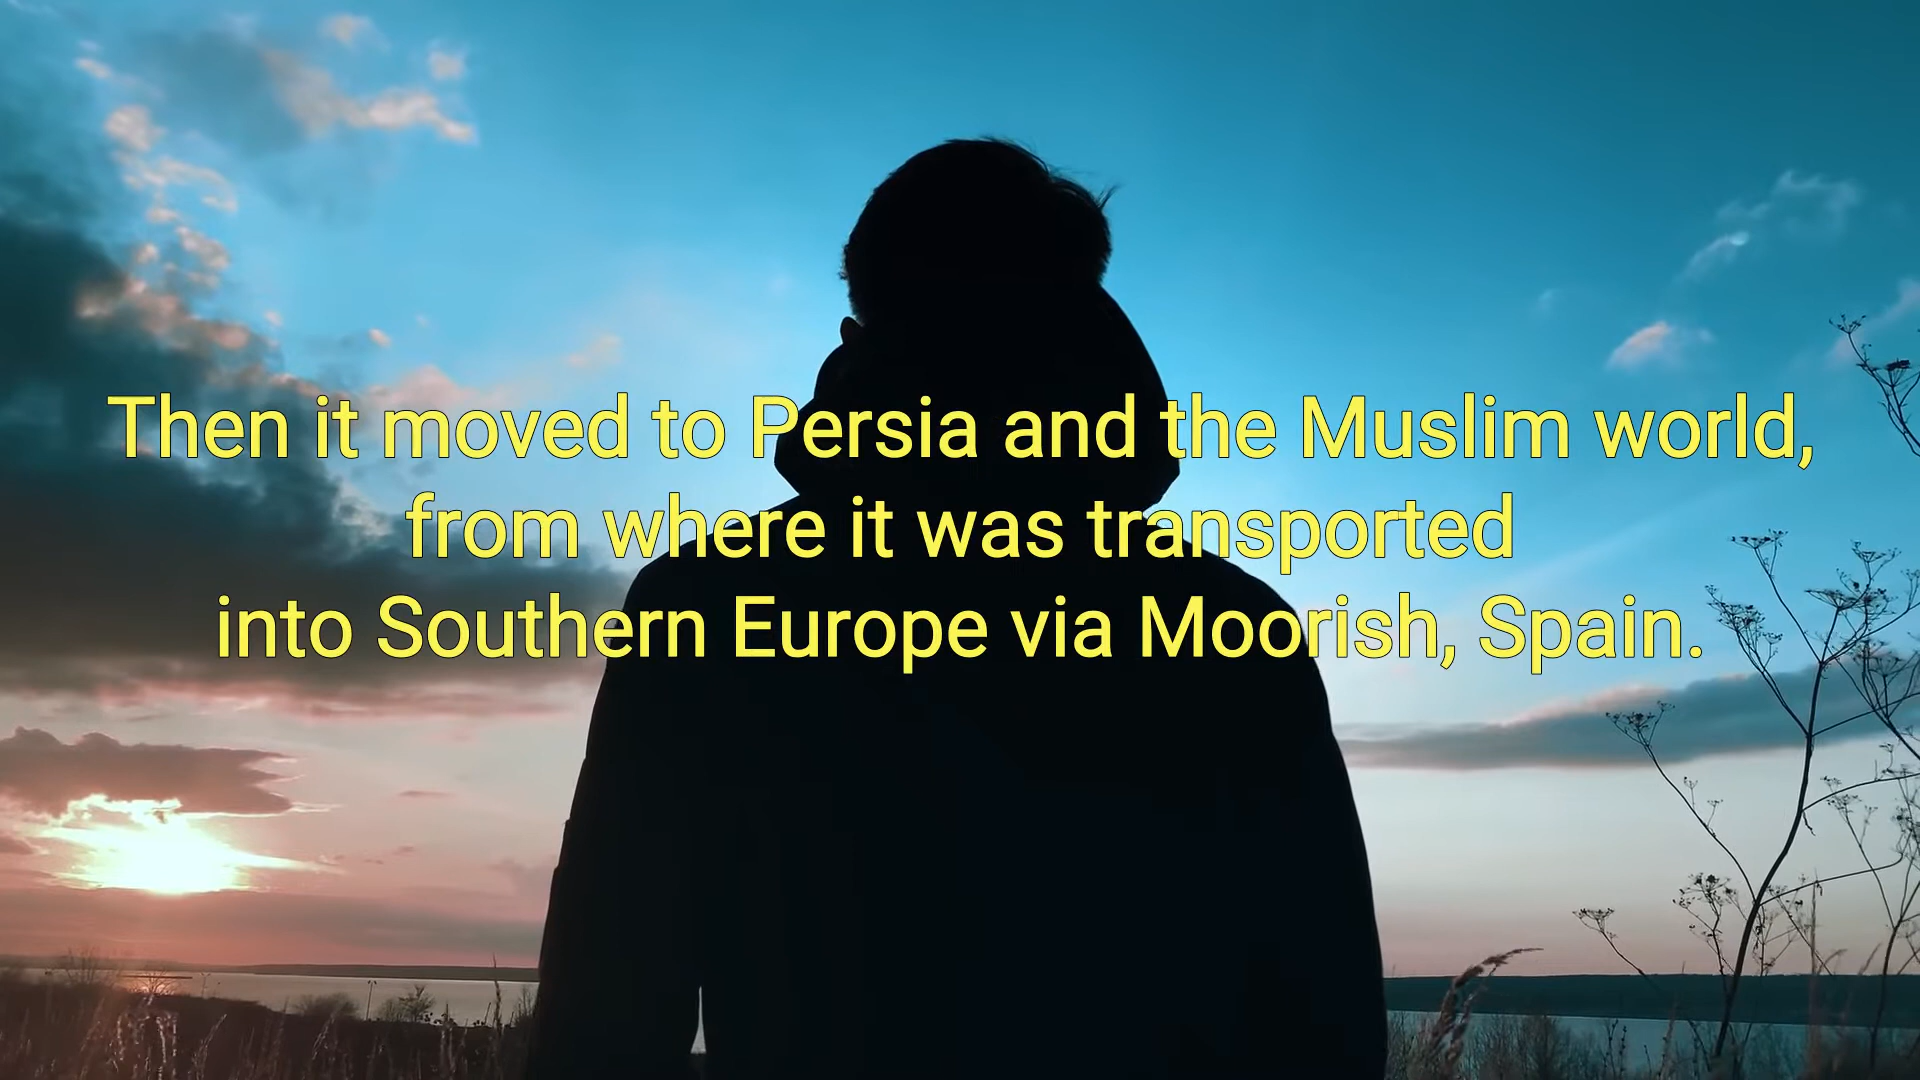 Then it moved to Persia and the Muslim world,
from where it was transported
into Southern Europe via Moorish, Spain.